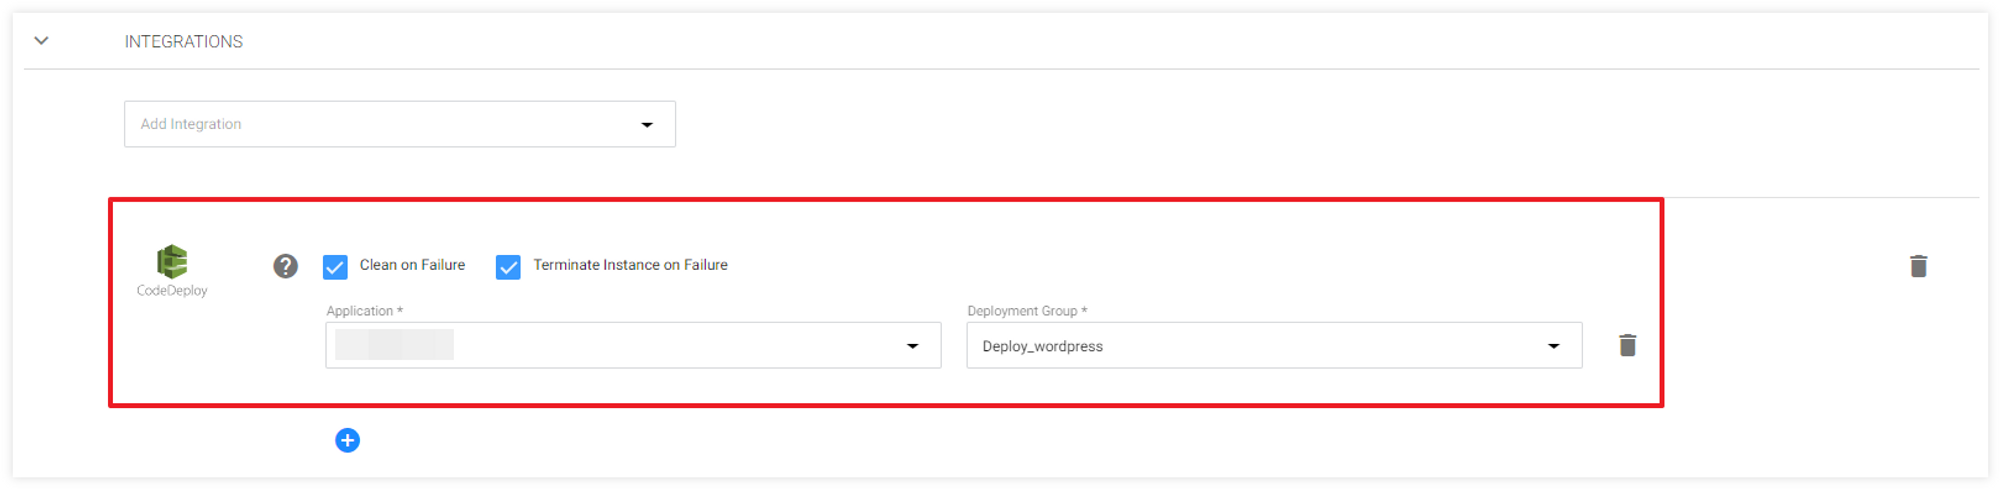 INTEGRATIONS
Add Integration
CodeDeploy
? Clean on Failure Terminate Instance on Failure
Application * Deployment Group *
Deploy_wordpress